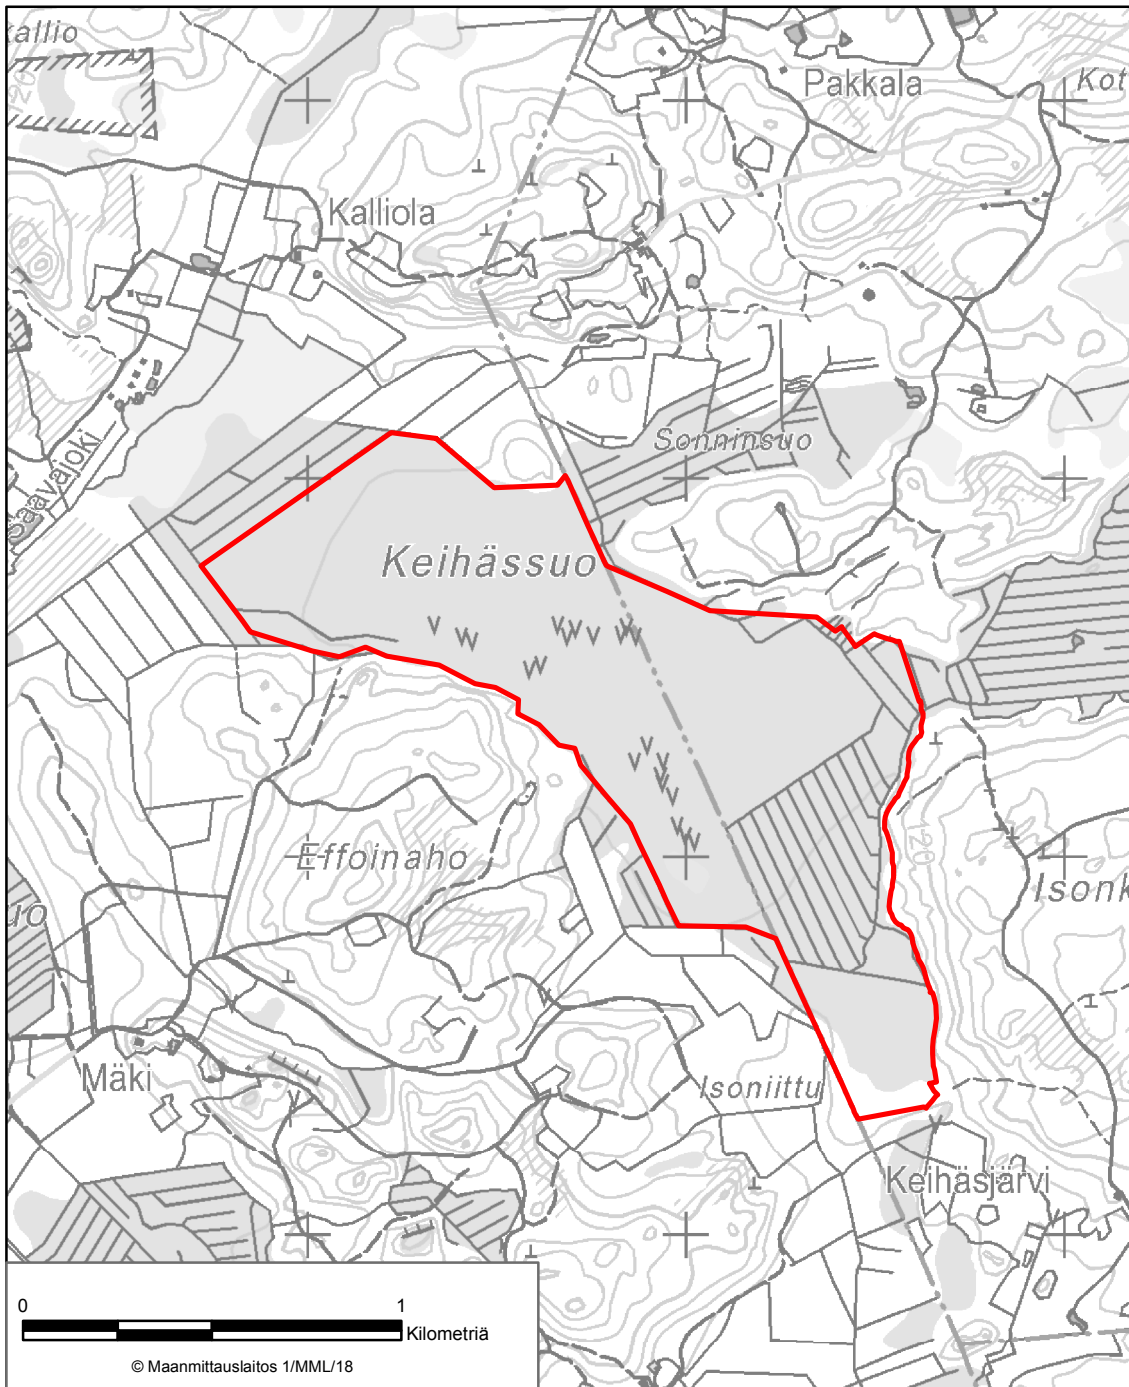 kallio
Pakkala
Kot
120
Kalliola
Sonninsuo
Saavajoki
Keihässuo
Effoinaho
120
Isonk
uo
Mäki
Isoniittu
Keihäsjärvi
0 1
Kilometriä
© Maanmittauslaitos 1/MML/18